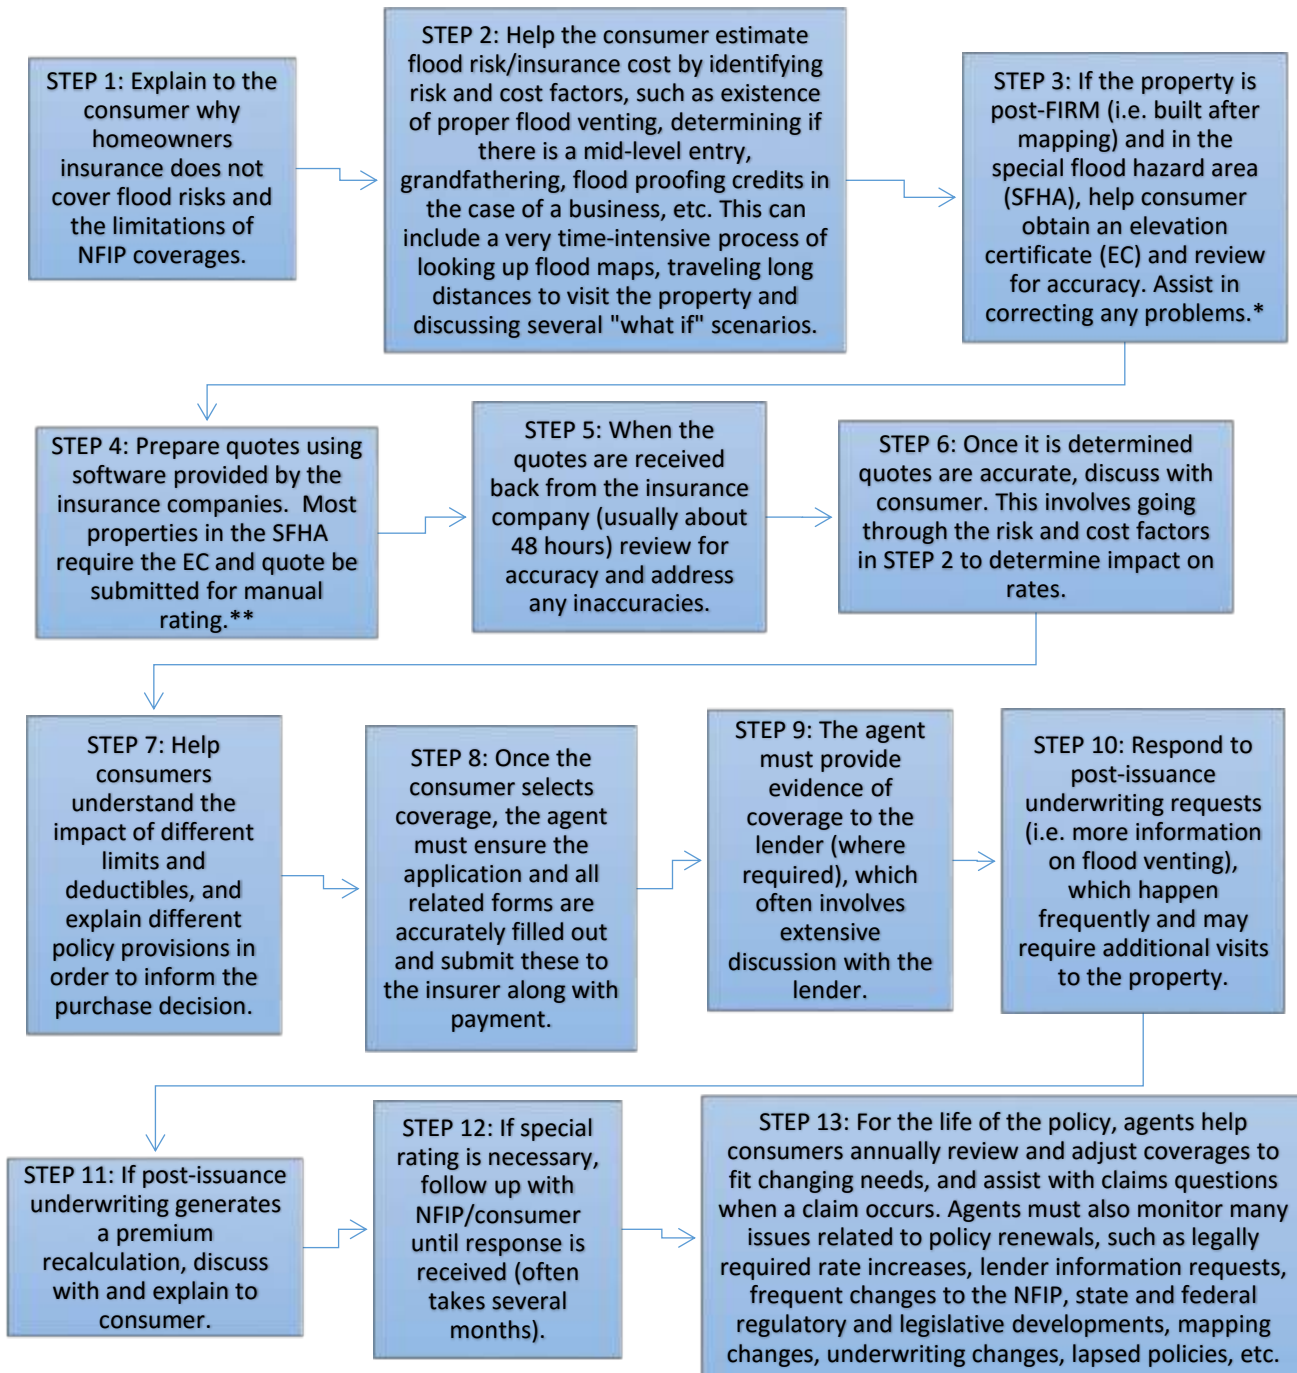 STEP 1: Explain to the
consumer why
homeowners
insurance does not
cover flood risks and
the limitations of
NFIP coverages.
STEP 2: Help the consumer estimate
flood risk/insurance cost by identifying
risk and cost factors, such as existence
of proper flood venting, determining if
there is a mid-level entry,
grandfathering, flood proofing credits in
the case of a business, etc. This can
include a very time-intensive process of
looking up flood maps, traveling long
distances to visit the property and
discussing several "what if" scenarios.
STEP 3: If the property is
post-FIRM (i.e. built after
mapping) and in the
special flood hazard area
(SFHA), help consumer
obtain an elevation
certificate (EC) and review
for accuracy. Assist in
correcting any problems.*
STEP 4: Prepare quotes using
software provided by the
insurance companies.  Most
properties in the SFHA
require the EC and quote be
submitted for manual
rating.**
STEP 5: When the
quotes are received
back from the insurance
company (usually about
48 hours) review for
accuracy and address
any inaccuracies.
STEP 6: Once it is determined
quotes are accurate, discuss with
consumer. This involves going
through the risk and cost factors
in STEP 2 to determine impact on
rates.
STEP 7: Help
consumers
understand the
impact of different
limits and
deductibles, and
explain different
policy provisions in
order to inform the
purchase decision.
STEP 8: Once the
consumer selects
coverage, the agent
must ensure the
application and all
related forms are
accurately filled out
and submit these to
the insurer along with
payment.
STEP 9: The agent
must provide
evidence of
coverage to the
lender (where
required), which
often involves
extensive
discussion with the
lender.
STEP 10: Respond to
post-issuance
underwriting requests
(i.e. more information
on flood venting),
which happen
frequently and may
require additional visits
to the property.
STEP 11: If post-issuance
underwriting generates
a premium
recalculation, discuss
with and explain to
consumer.
STEP 12: If special
rating is necessary,
follow up with
NFIP/consumer
until response is
received (often
takes several
months).
STEP 13: For the life of the policy, agents help
consumers annually review and adjust coverages to
fit changing needs, and assist with claims questions
when a claim occurs. Agents must also monitor many
issues related to policy renewals, such as legally
required rate increases, lender information requests,
frequent changes to the NFIP, state and federal
regulatory and legislative developments, mapping
changes, underwriting changes, lapsed policies, etc.